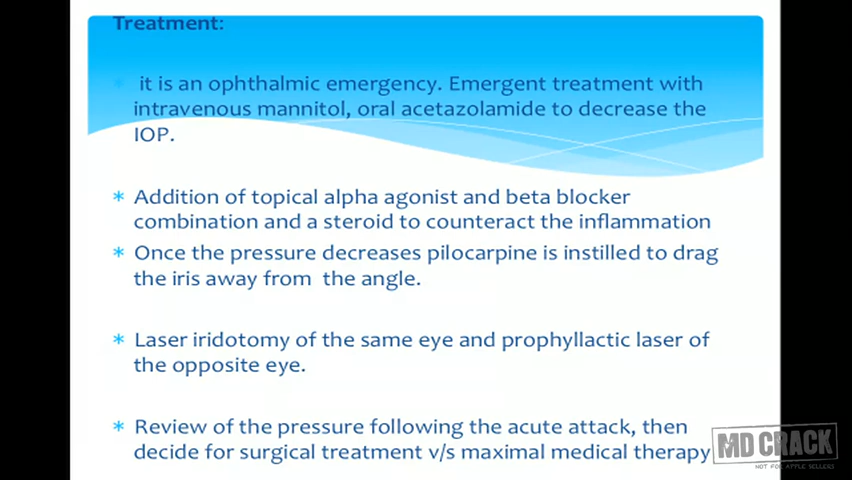 Treatment:
it is an ophthalmic emergency. Emergent treatment with
intravenous mannitol, oral acetazolamide to decrease the
IOP.
* Addition of topical alpha agonist and beta blocker
combination and a steroid to counteract the inflammation
* Once the pressure decreases pilocarpine is instilled to drag
the iris away from the angle.
* Laser iridotomy of the same eye and prophyllactic laser of
the opposite eye.
* Review of the pressure following the acute attack, then
decide for surgical treatment v/s maximal medical therapy
MD CRACK
NOT FOR APPLE SELLERS